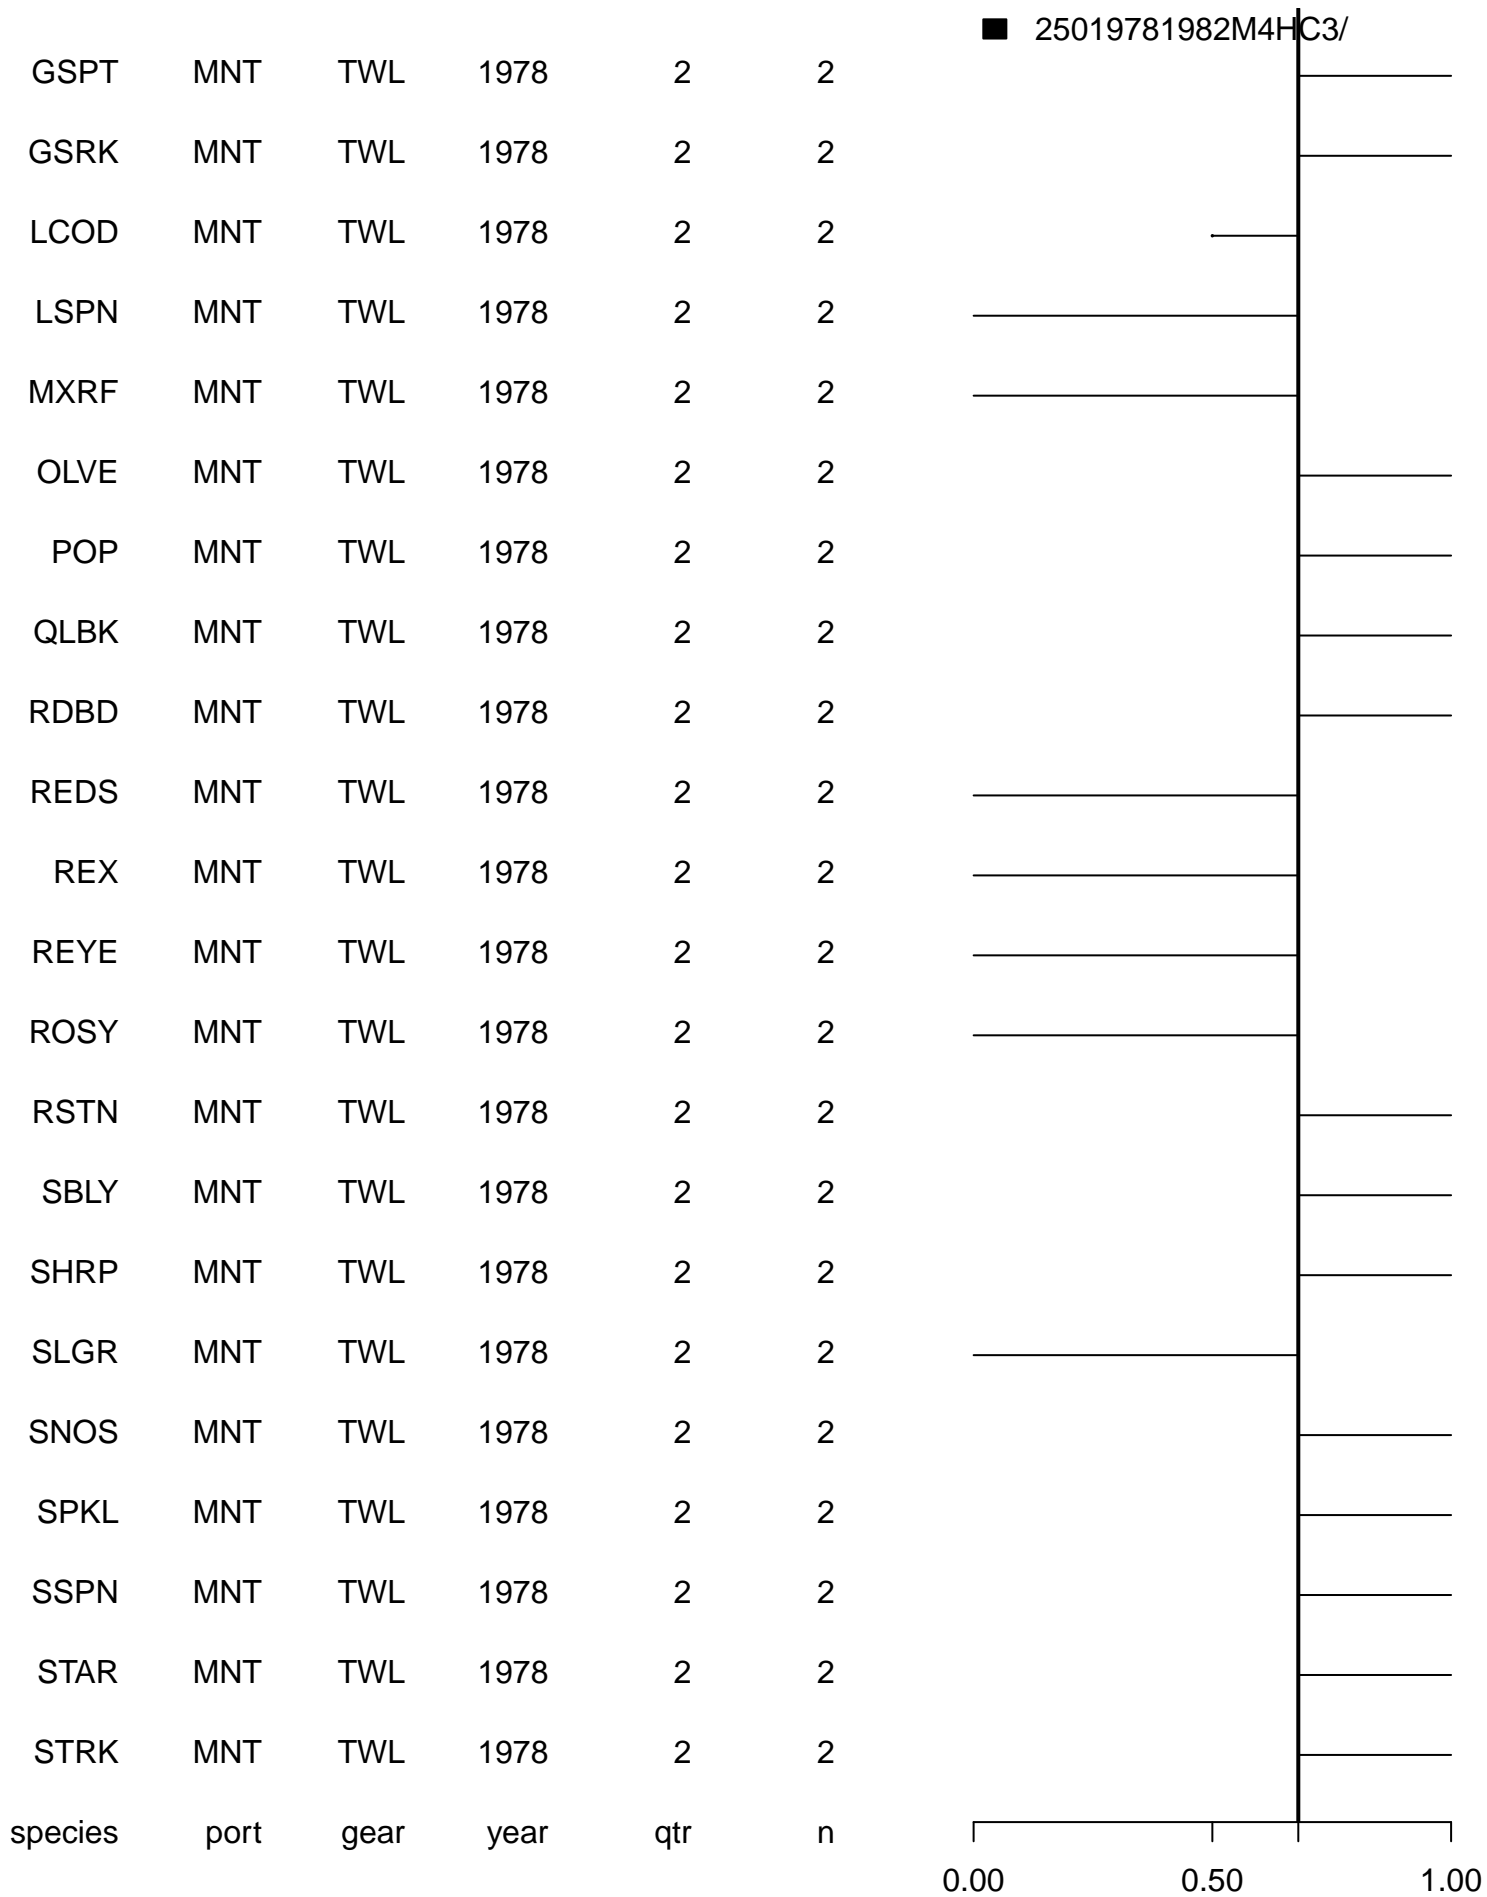 25019781982M4HC3/
GSPT MNT TWL 1978 2 2
GSRK MNT TWL 1978 2 2
LCOD MNT TWL 1978 2 2
LSPN MNT TWL 1978 2 2
MXRF MNT TWL 1978 2 2
OLVE MNT TWL 1978 2 2
POP MNT TWL 1978 2 2
QLBK MNT TWL 1978 2 2
RDBD MNT TWL 1978 2 2
REDS MNT TWL 1978 2 2
REX MNT TWL 1978 2 2
REYE MNT TWL 1978 2 2
ROSY MNT TWL 1978 2 2
RSTN MNT TWL 1978 2 2
SBLY MNT TWL 1978 2 2
SHRP MNT TWL 1978 2 2
SLGR MNT TWL 1978 2 2
SNOS MNT TWL 1978 2 2
SPKL MNT TWL 1978 2 2
SSPN MNT TWL 1978 2 2
STAR MNT TWL 1978 2 2
STRK MNT TWL 1978 2 2
species port gear year qtr n
0.00 0.50 1.00